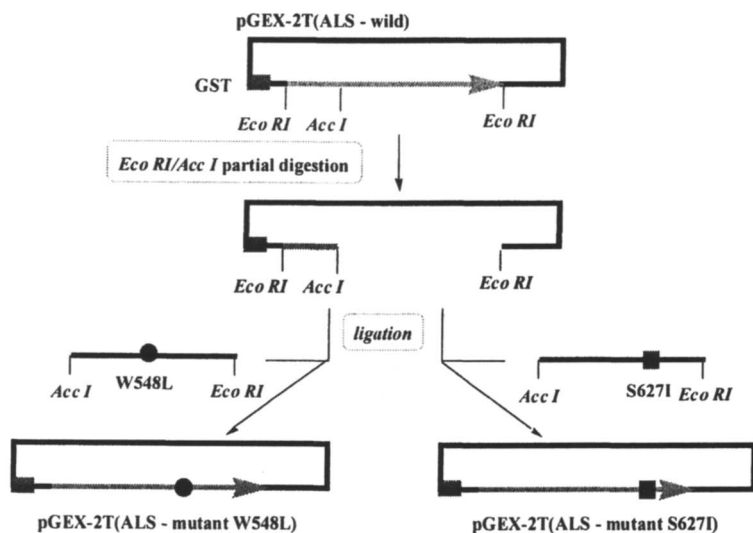 pGEX-2T(ALS - wild)
GST
Eco RI Acc I Eco RI
Eco RI/Acc I partial digestion
Eco RI Acc I Eco RI
ligation
Acc I W548L Eco RI
Acc I S627I Eco RI
pGEX-2T(ALS - mutant W548L)
pGEX-2T(ALS - mutant S627I)